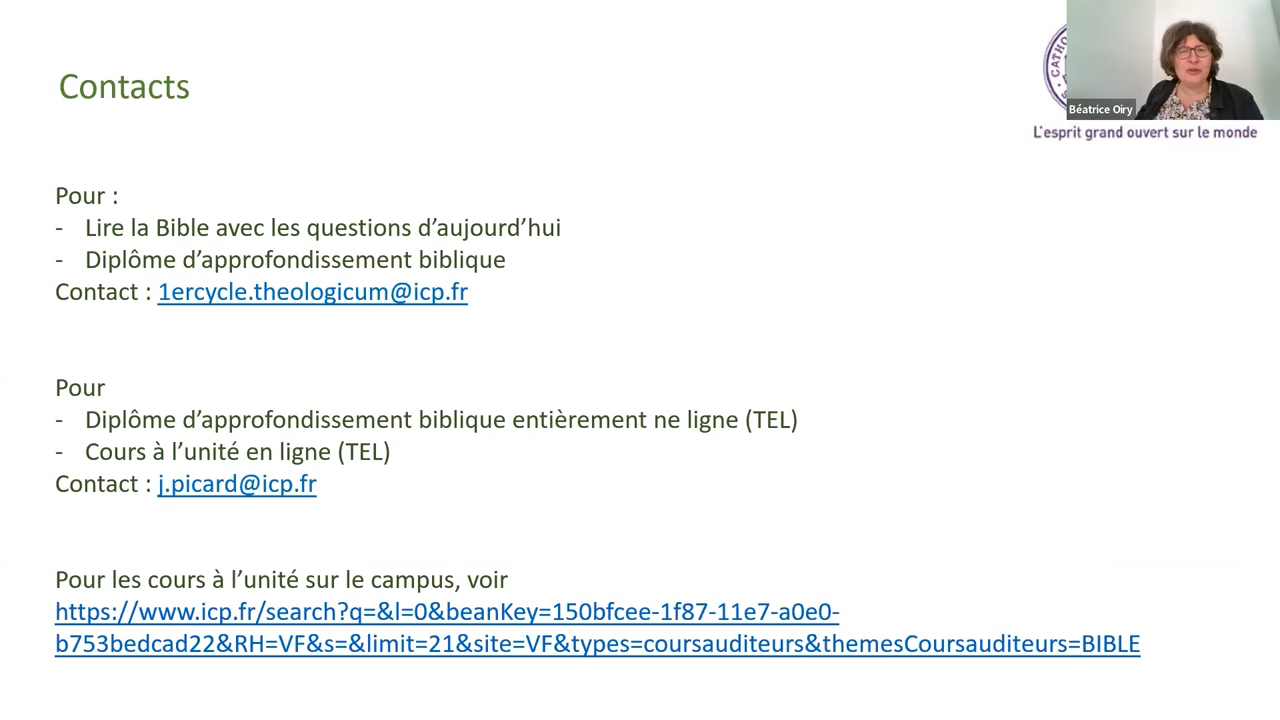 Contacts
CATHO
Béatrice Oiry
L'esprit grand ouvert sur le monde
Pour :
- Lire la Bible avec les questions d'aujourd'hui
- Diplôme d'approfondissement biblique
Contact : 1ercycle.theologicum@icp.fr
Pour
- Diplôme d'approfondissement biblique entièrement ne ligne (TEL)
- Cours à l'unité en ligne (TEL)
Contact : j.picard@icp.fr
Pour les cours à l'unité sur le campus, voir
https://www.icp.fr/search?q=&l=0&beanKey=150bfcee-1f87-11e7-a0e0-
b753bedcad22&RH=VF&s=&limit=21&site=VF&types=coursauditeurs&themesCoursauditeurs=BIBLE